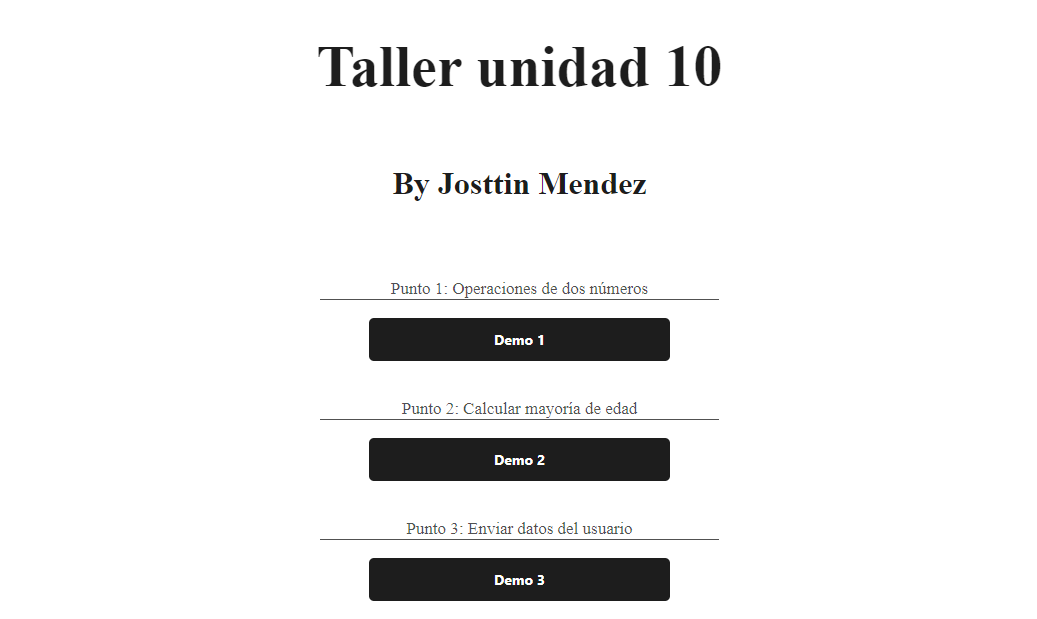 Taller unidad 10
By Josttin Mendez
Punto 1: Operaciones de dos números
Demo 1
Punto 2: Calcular mayoría de edad
Demo 2
Punto 3: Enviar datos del usuario
Demo 3